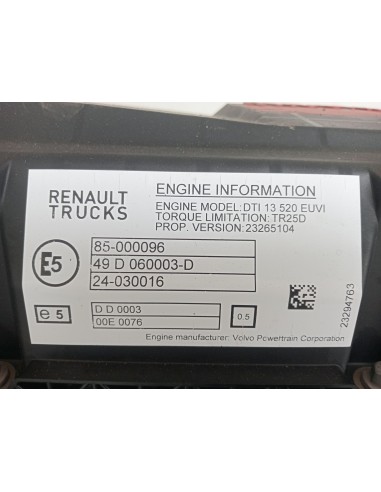 RENAULT
TRUCKS
ENGINE INFORMATION
ENGINE MODEL:DTI 13 520 EUVI
TORQUE LIMITATION:TR25D
PROP. VERSION:23265104
E5
85-000096
49 D 060003-D
24-030016
e 5
D D 0003
00E 0076
0.5
23294763
Engine manufacturer: Volvo Powertrain Corporation